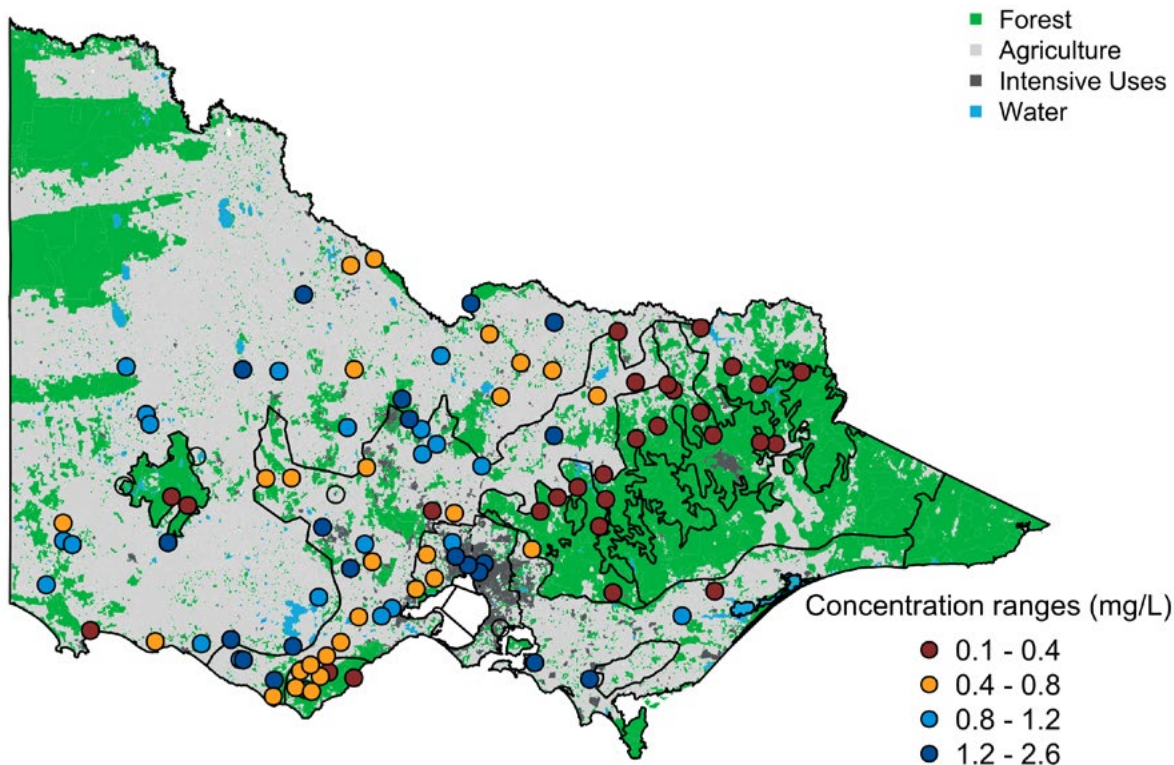 Forest
Agriculture
Intensive Uses
Water
Concentration ranges (mg/L)
0.1 - 0.4
0.4 - 0.8
0.8 - 1.2
1.2 - 2.6